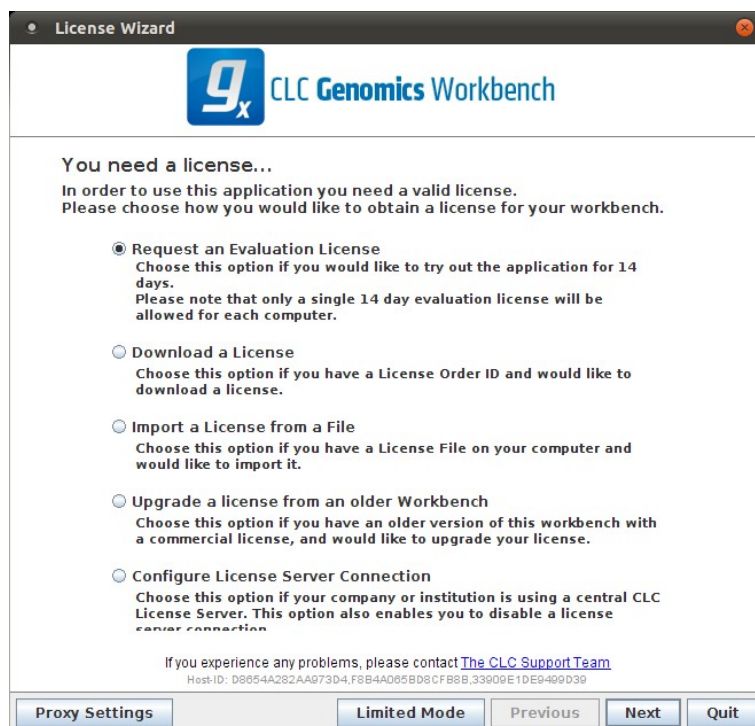 License Wizard
gx CLC Genomics Workbench
You need a license...
In order to use this application you need a valid license.
Please choose how you would like to obtain a license for your workbench.
Request an Evaluation License
Choose this option if you would like to try out the application for 14
days.
Please note that only a single 14 day evaluation license will be
allowed for each computer.
Download a License
Choose this option if you have a License Order ID and would like to
download a license.
Import a License from a File
Choose this option if you have a License File on your computer and
would like to import it.
Upgrade a license from an older Workbench
Choose this option if you have an older version of this workbench with
a commercial license, and would like to upgrade your license.
Configure License Server Connection
Choose this option if your company or institution is using a central CLC
License Server. This option also enables you to disable a license
server connection
If you experience any problems, please contact The CLC Support Team
Host-ID: D8654A282AA973D4,F8B4A065BD8CFB8B,33909E1DE9499D39
Proxy Settings Limited Mode Previous Next Quit